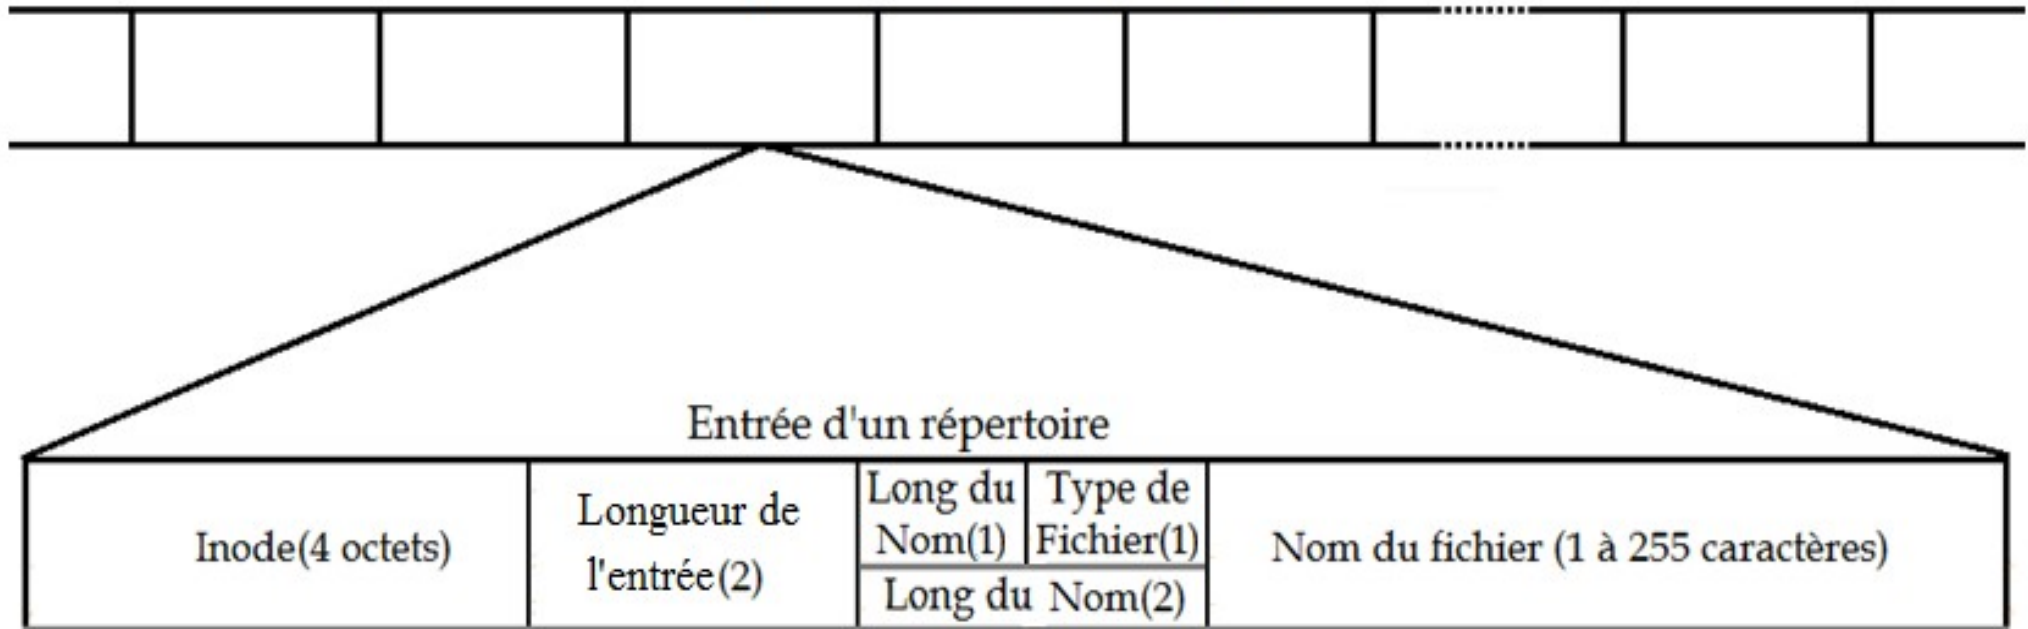 Entrée d'un répertoire
Inode(4 octets)
Longueur de
l'entrée(2)
Long du
Nom(1)
Type de
Fichier(1)
Long du Nom(2)
Nom du fichier (1 à 255 caractères)